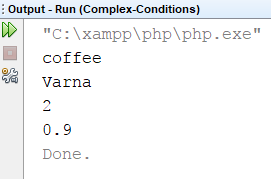 Output - Run (Complex-Conditions)
"C:\xampp\php\php.exe"
coffee
Varna
2
0.9
Done.